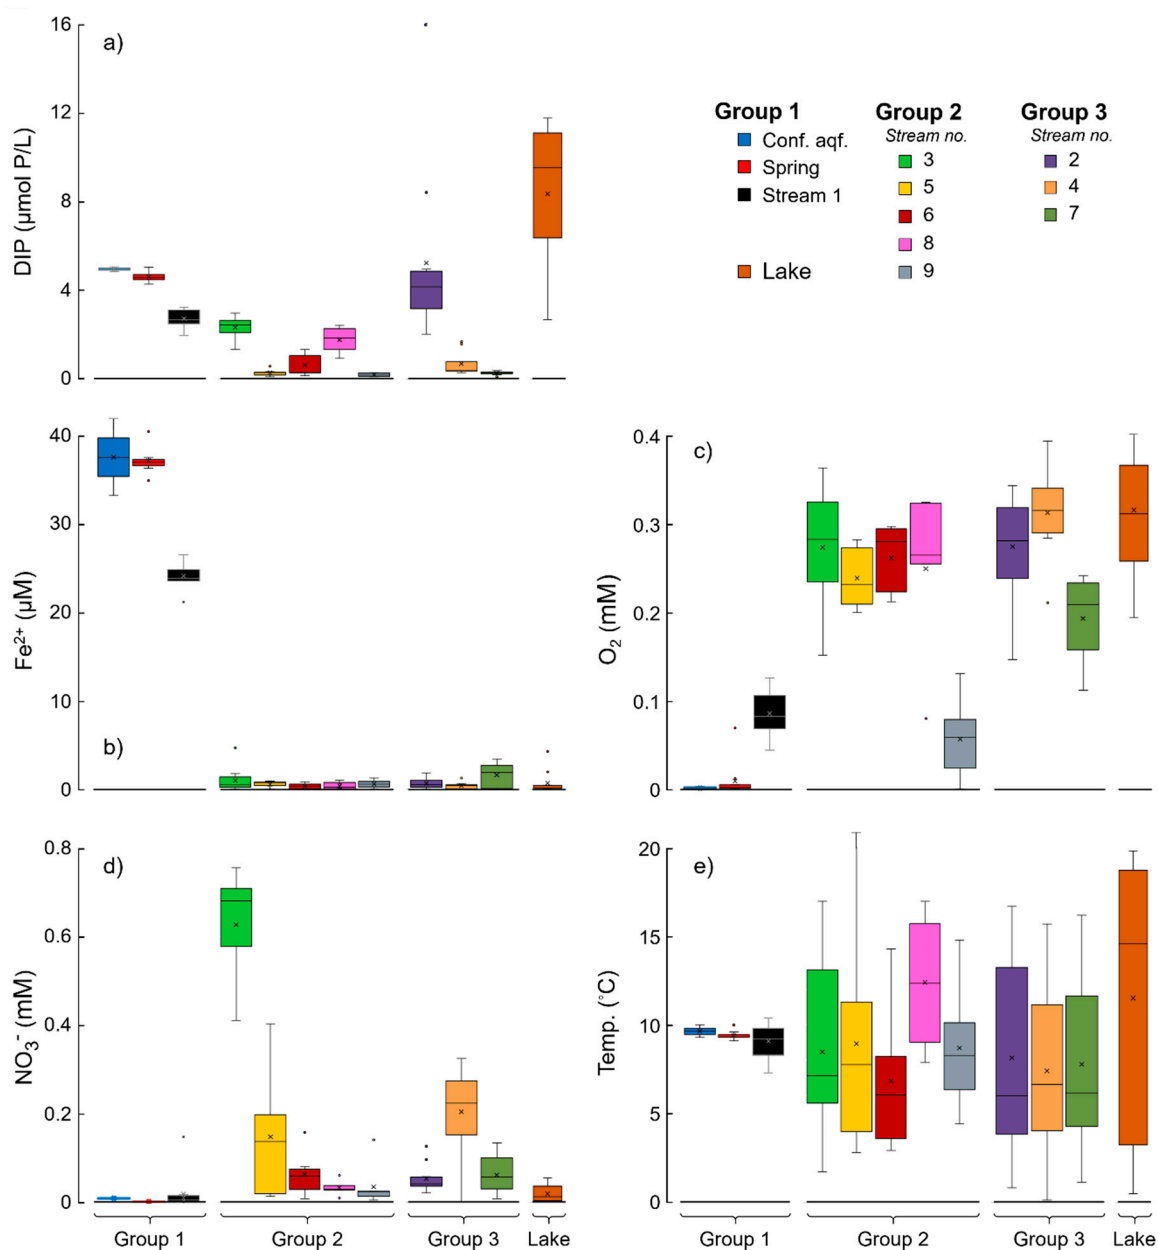 a)
DIP (µmol P/L)
16
12
8
4
0
Group 1
Conf. aqf.
Spring
Stream 1
Lake
Group 2
Stream no.
3
5
6
8
9
Group 3
Stream no.
2
4
7
b)
Fe²⁺ (µM)
40
30
20
10
0
c)
O₂ (mM)
0.4
0.3
0.2
0.1
0
d)
NO₃⁻ (mM)
0.8
0.6
0.4
0.2
0
Group 1 Group 2 Group 3 Lake
e)
Temp. (°C)
20
15
10
5
0
Group 1 Group 2 Group 3 Lake